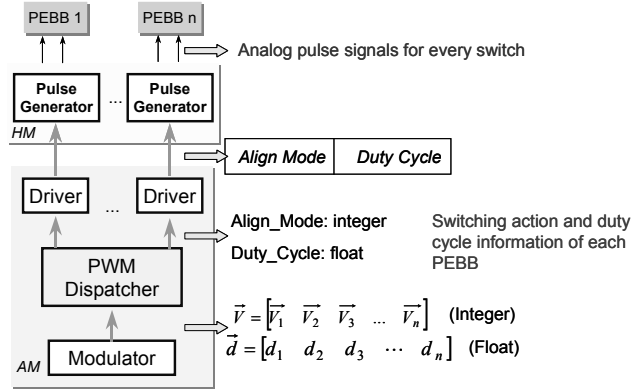 PEBB 1
PEBB n
Analog pulse signals for every switch
Pulse
Generator
...
Pulse
Generator
HM
Align Mode
Duty Cycle
Driver
...
Driver
Align_Mode: integer
Duty_Cycle: float
Switching action and duty
cycle information of each
PEBB
PWM
Dispatcher
V = [V1 V2 V3 ... Vn] (Integer)
d = [d1 d2 d3 ⋯ dn] (Float)
AM
Modulator